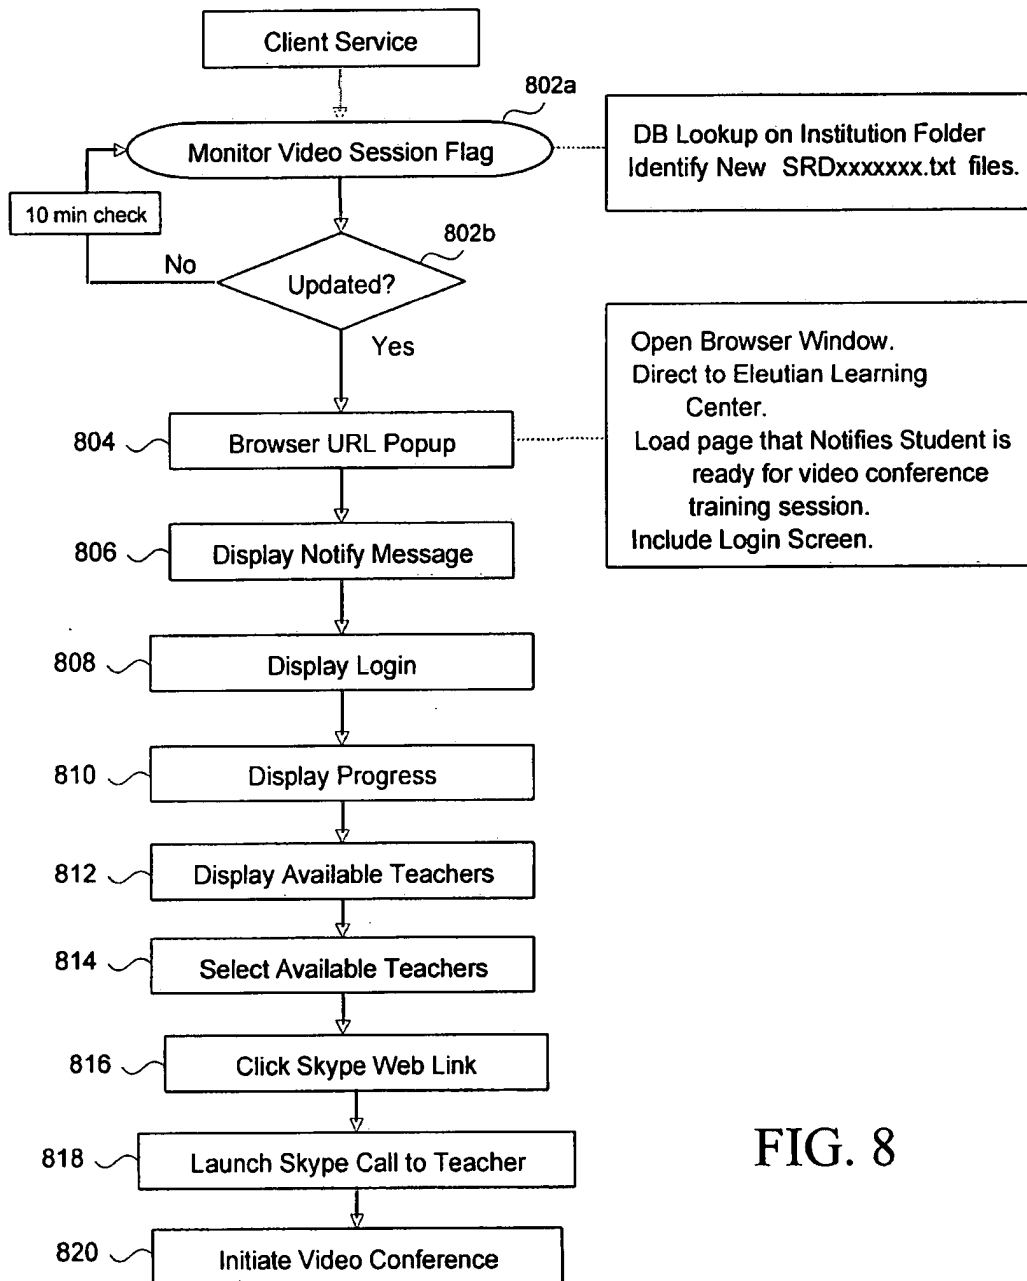 Client Service
802a
Monitor Video Session Flag
DB Lookup on Institution Folder
Identify New SRDxxxxxxx.txt files.
10 min check
802b
No
Updated?
Yes
Open Browser Window.
Direct to Eleutian Learning
Center.
Load page that Notifies Student is
ready for video conference
training session.
Include Login Screen.
804
Browser URL Popup
806
Display Notify Message
808
Display Login
810
Display Progress
812
Display Available Teachers
814
Select Available Teachers
816
Click Skype Web Link
818
Launch Skype Call to Teacher
FIG. 8
820
Initiate Video Conference